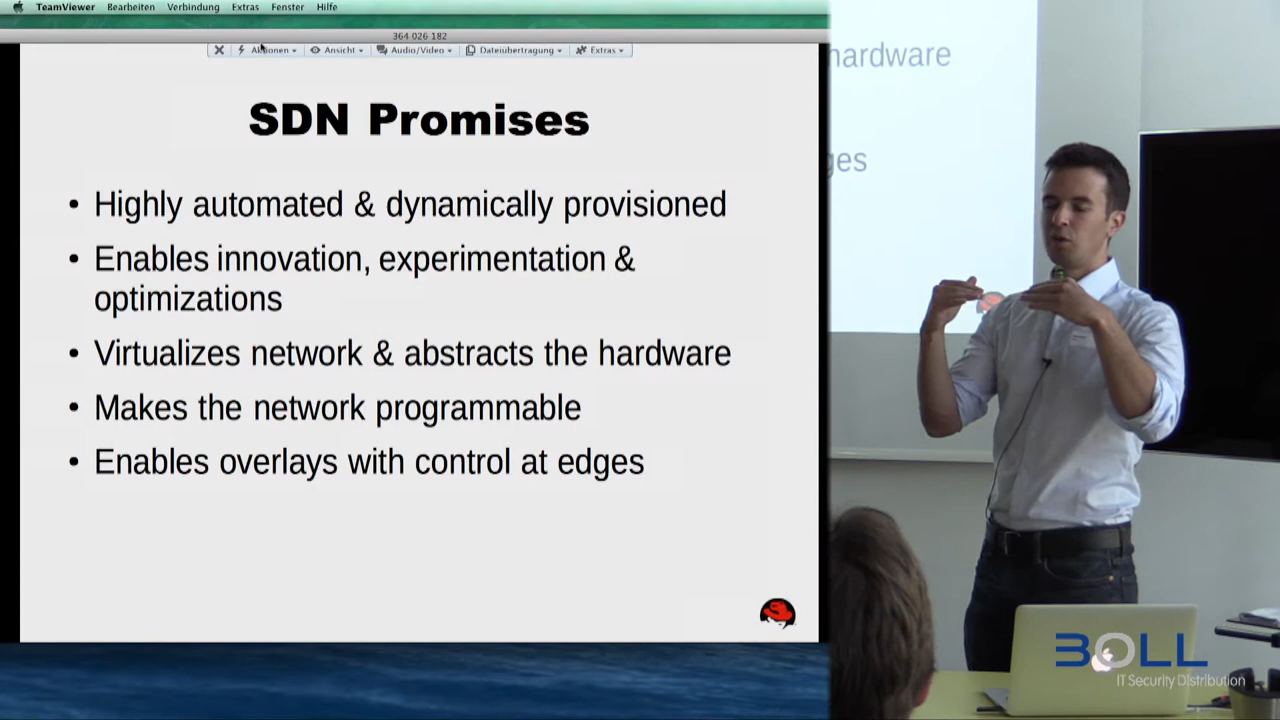 TeamViewer Bearbeiten Verbindung Extras Fenster Hilfe
364 026 182
Aktionen Ansicht Audio/Video Dateiübertragung Extras
SDN Promises
• Highly automated & dynamically provisioned
• Enables innovation, experimentation &
optimizations
• Virtualizes network & abstracts the hardware
• Makes the network programmable
• Enables overlays with control at edges
hardware
ges
BOLL
IT Security Distribution